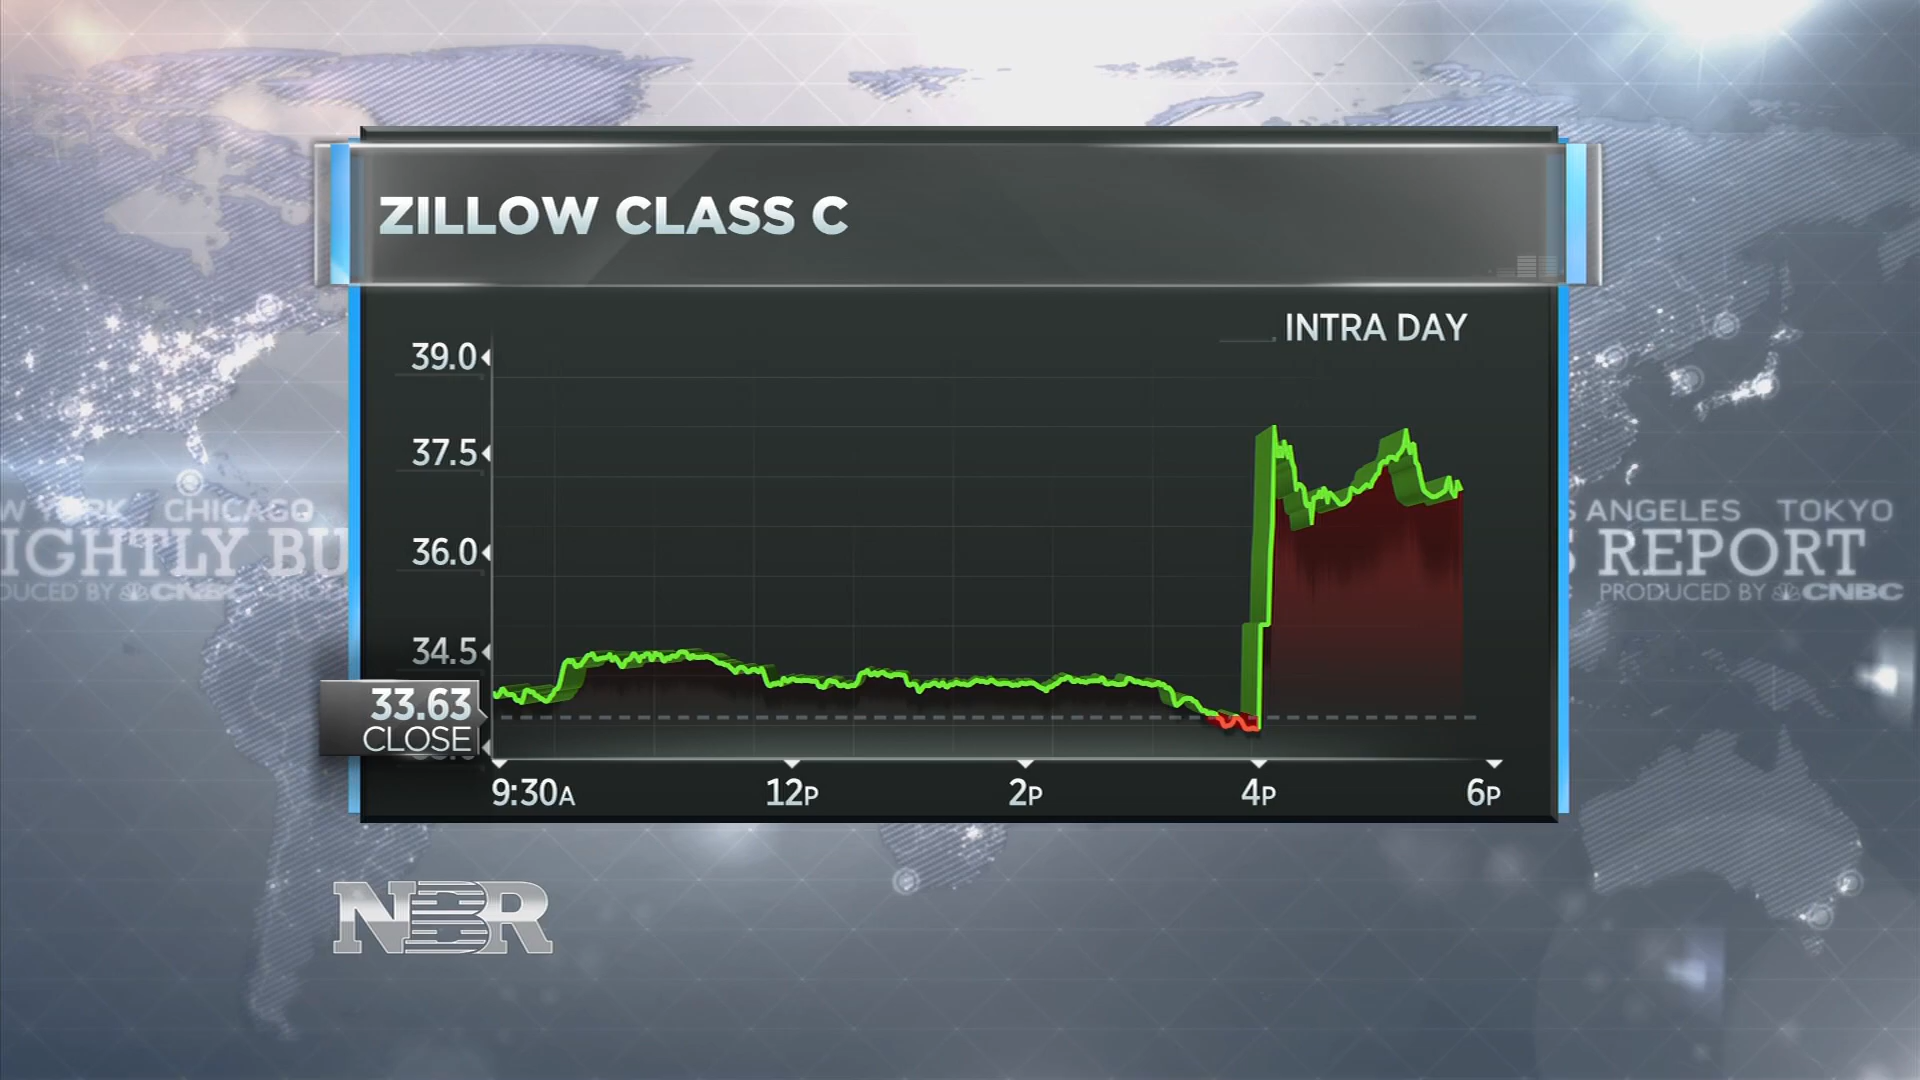 ZILLOW CLASS C
INTRA DAY
39.0
37.5
36.0
34.5
33.63
CLOSE
9:30A 12P 2P 4P 6P
CHICAGO
ANGELES TOKYO
REPORT
PRODUCED BY CNBC
CNBC
NBR